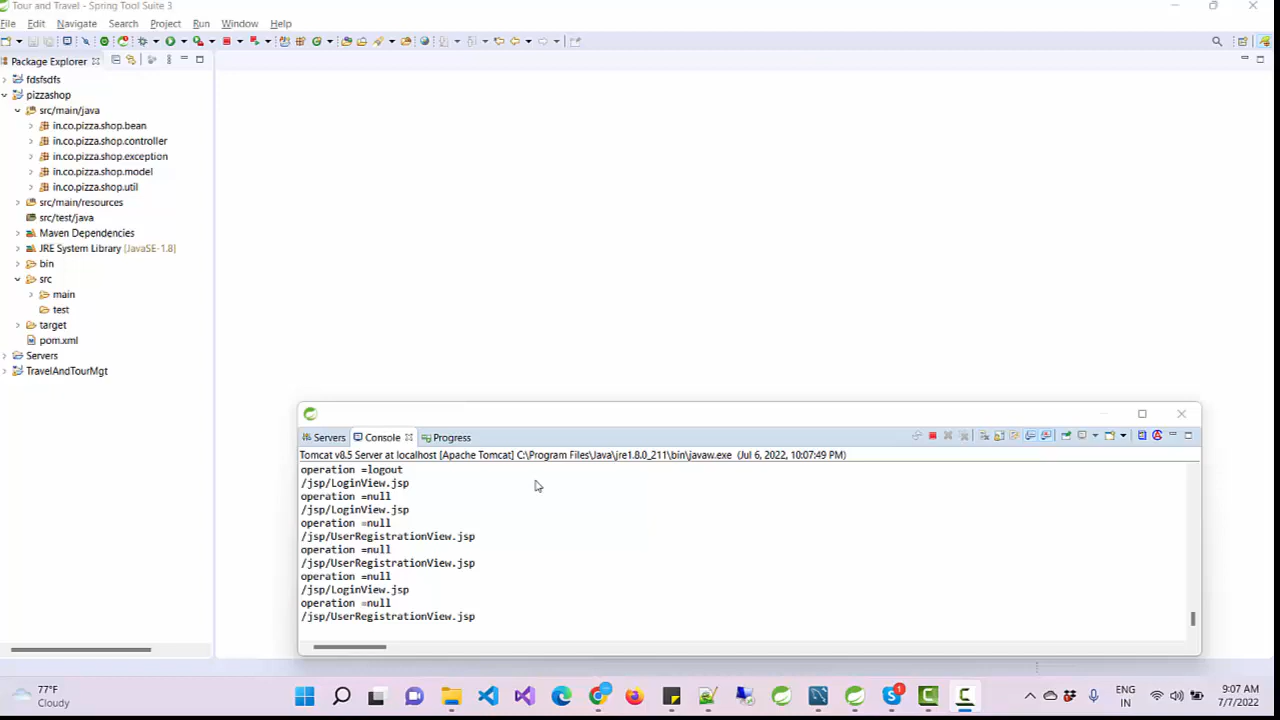 Tour and Travel - Spring Tool Suite 3
File Edit Navigate Search Project Run Window Help
Package Explorer
fdsfsdfs
pizzashop
src/main/java
in.co.pizza.shop.bean
in.co.pizza.shop.controller
in.co.pizza.shop.exception
in.co.pizza.shop.model
in.co.pizza.shop.util
src/main/resources
src/test/java
Maven Dependencies
JRE System Library [JavaSE-1.8]
bin
src
main
test
target
pom.xml
Servers
TravelAndTourMgt
Servers Console Progress
Tomcat v8.5 Server at localhost [Apache Tomcat] C:\Program Files\Java\jre1.8.0_211\bin\javaw.exe (Jul 6, 2022, 10:07:49 PM)
operation =logout
/jsp/LoginView.jsp
operation =null
/jsp/LoginView.jsp
operation =null
/jsp/UserRegistrationView.jsp
operation =null
/jsp/UserRegistrationView.jsp
operation =null
/jsp/LoginView.jsp
operation =null
/jsp/UserRegistrationView.jsp
77°F
Cloudy
1
ENG
IN
9:07 AM
7/7/2022